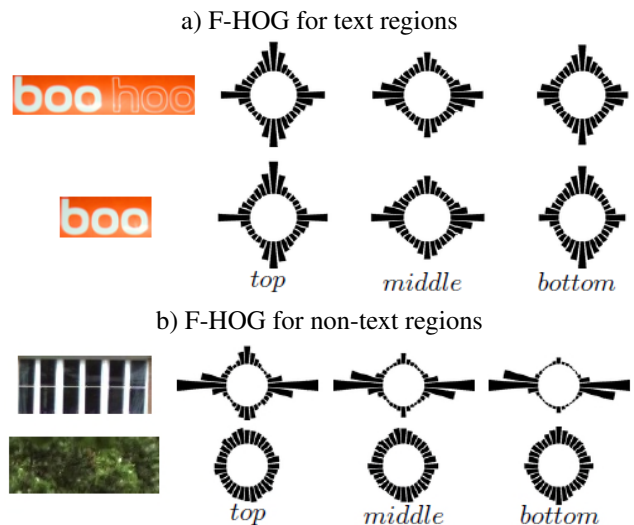 a) F-HOG for text regions
boo hoo
boo
top middle bottom
b) F-HOG for non-text regions
top middle bottom